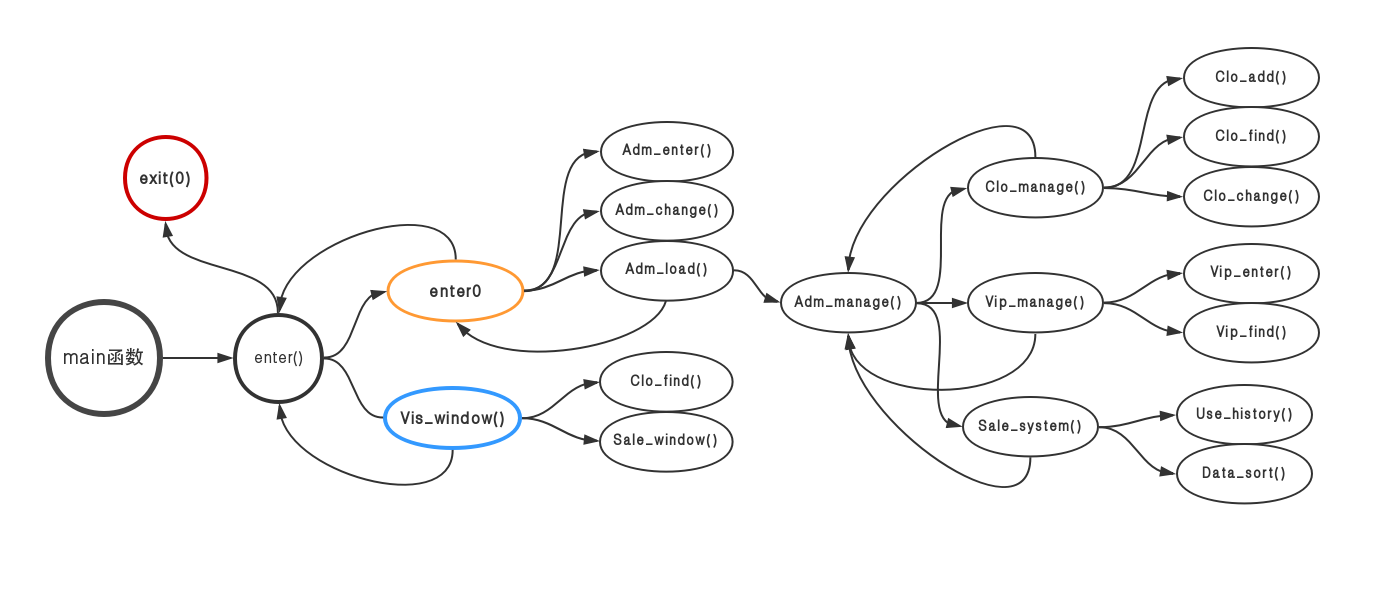 exit(0)
main函数
enter()
enter0
Vis_window()
Adm_enter()
Adm_change()
Adm_load()
Clo_find()
Sale_window()
Adm_manage()
Clo_manage()
Vip_manage()
Sale_system()
Clo_add()
Clo_find()
Clo_change()
Vip_enter()
Vip_find()
Use_history()
Data_sort()